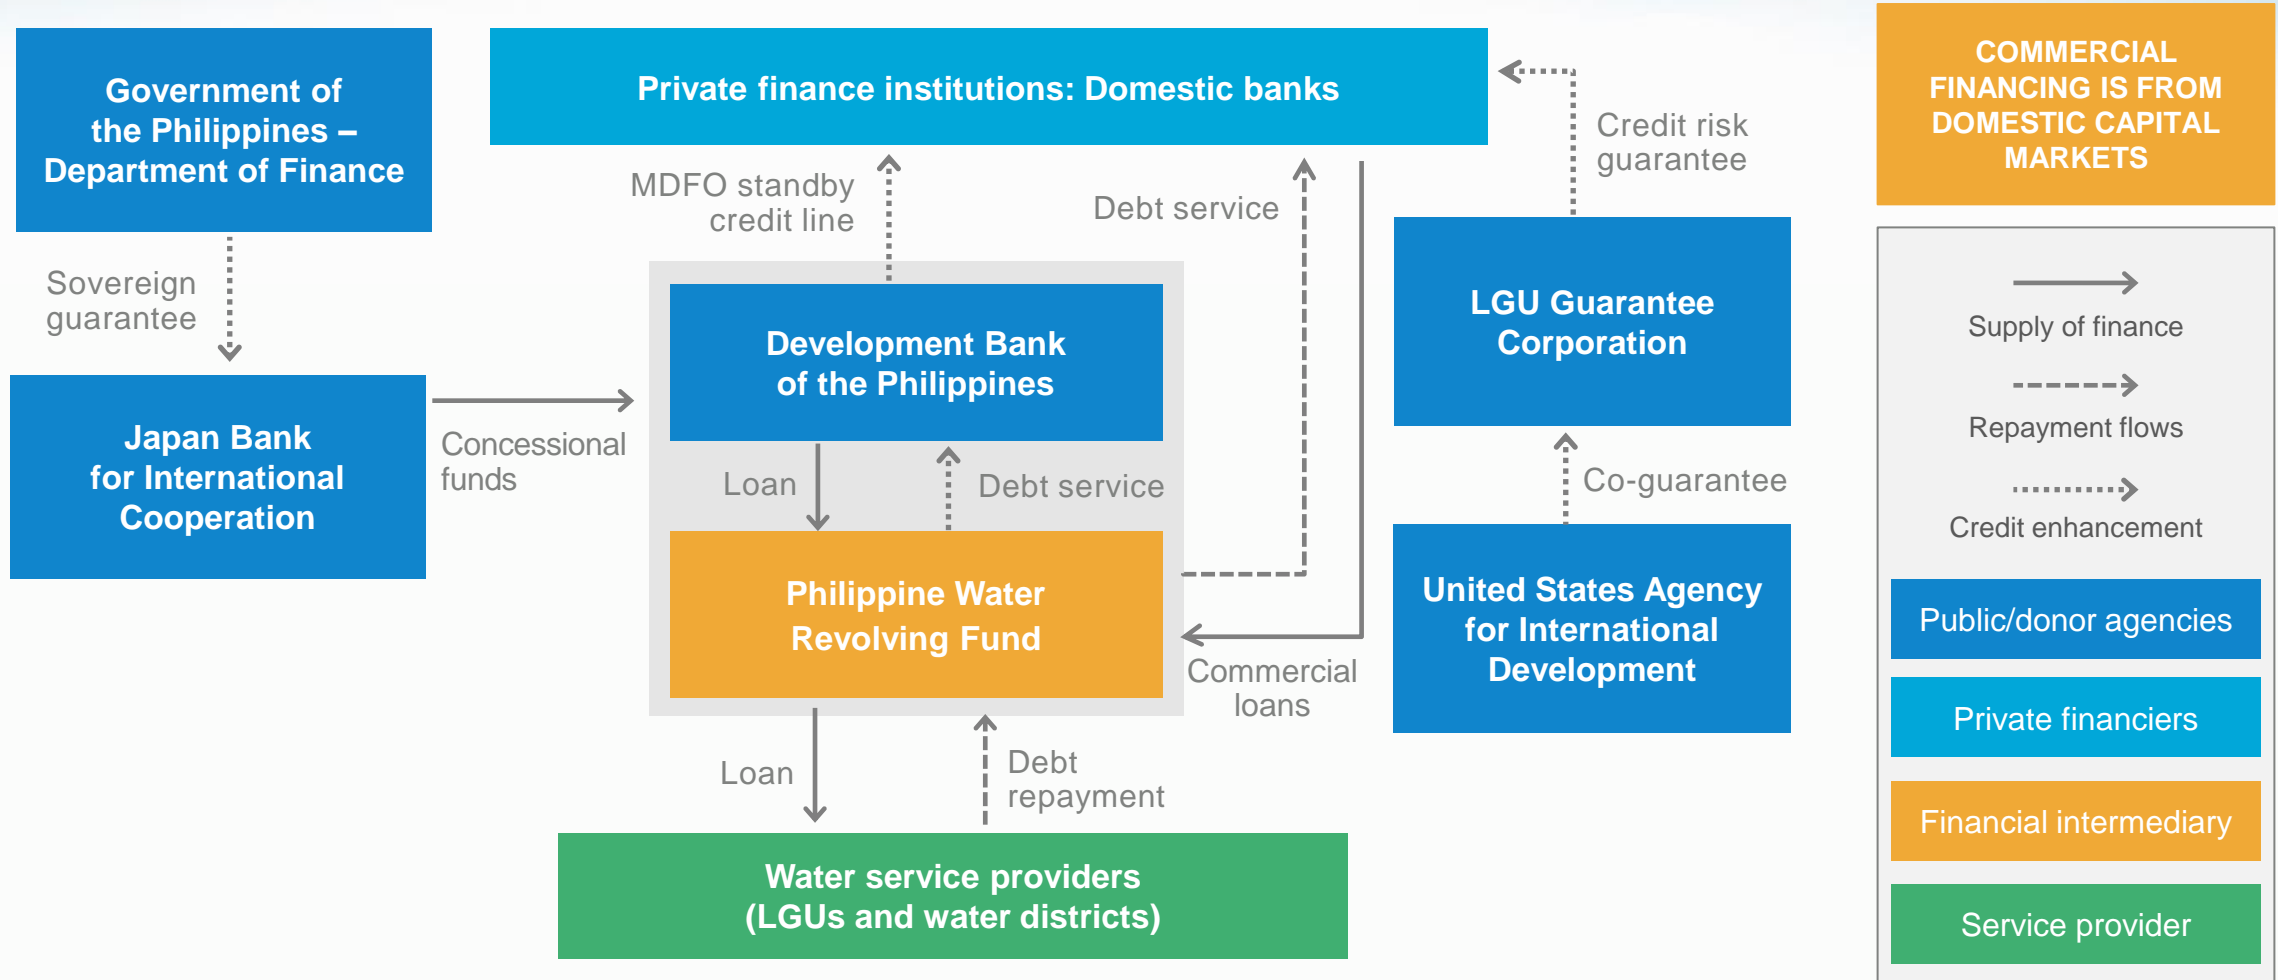 Government of
the Philippines –
Department of Finance
Private finance institutions: Domestic banks
COMMERCIAL
FINANCING IS FROM
DOMESTIC CAPITAL
MARKETS
Credit risk
guarantee
MDFO standby
credit line
Debt service
Sovereign
guarantee
Development Bank
of the Philippines
LGU Guarantee
Corporation
Japan Bank
for International
Cooperation
Concessional
funds
Loan
Debt service
Co-guarantee
Philippine Water
Revolving Fund
United States Agency
for International
Development
Commercial
loans
Loan
Debt
repayment
Water service providers
(LGUs and water districts)
Supply of finance
Repayment flows
Credit enhancement
Public/donor agencies
Private financiers
Financial intermediary
Service provider